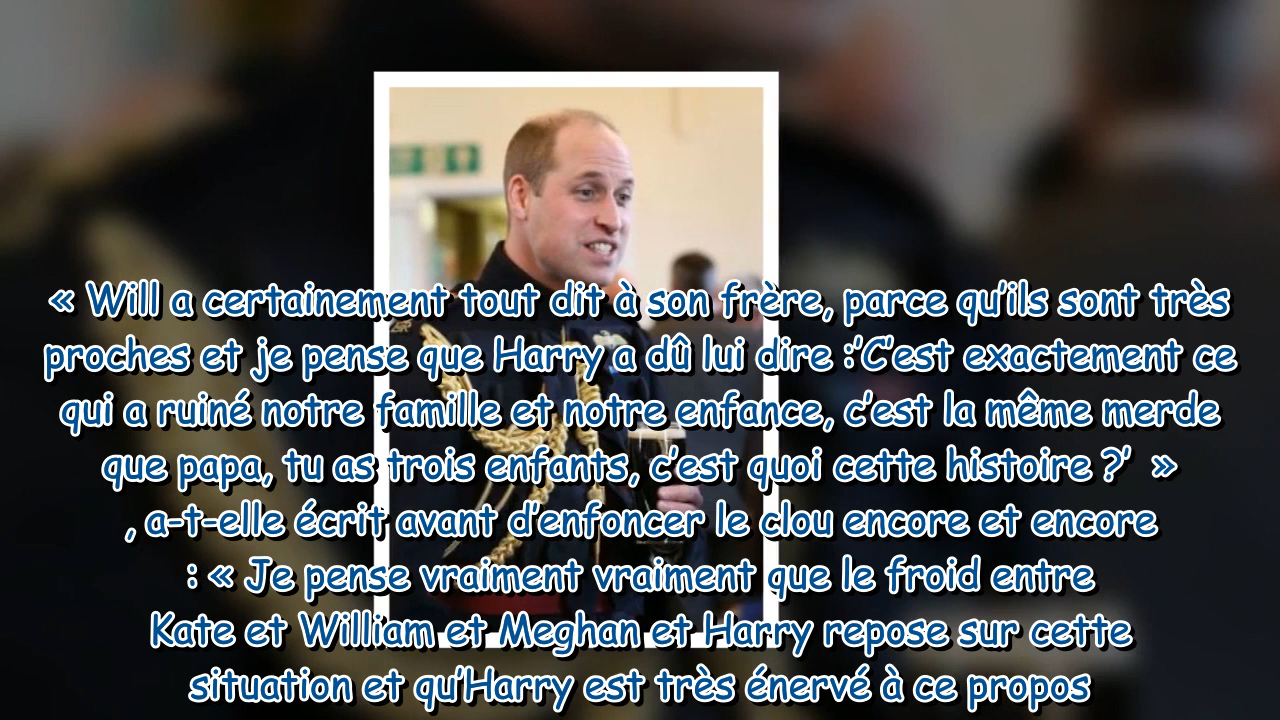 « Will a certainement tout dit à son frère, parce qu'ils sont très
proches et je pense que Harry a dû lui dire :'C'est exactement ce
qui a ruiné notre famille et notre enfance, c'est la même merde
que papa, tu as trois enfants, c'est quoi cette histoire ?'  »
, a-t-elle écrit avant d'enfoncer le clou encore et encore
: « Je pense vraiment vraiment que le froid entre
Kate et William et Meghan et Harry repose sur cette
situation et qu'Harry est très énervé à ce propos